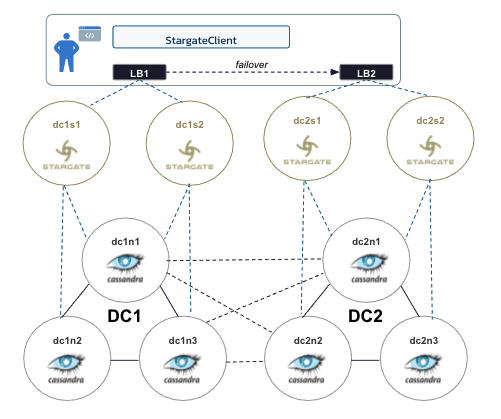 </>
StargateClient
LB1
failover
LB2
dc1s1
STARGATE
dc1s2
STARGATE
dc2s1
STARGATE
dc2s2
STARGATE
dc1n1
cassandra
dc2n1
cassandra
DC1
DC2
dc1n2
cassandra
dc1n3
cassandra
dc2n2
cassandra
dc2n3
cassandra